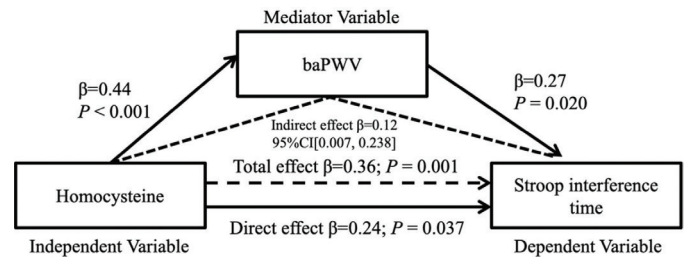 Mediator Variable
baPWV
β=0.44
P < 0.001
β=0.27
P = 0.020
Indirect effect β=0.12
95%CI[0.007, 0.238]
Total effect β=0.36; P = 0.001
Homocysteine
Stroop interference
time
Direct effect β=0.24; P = 0.037
Independent Variable
Dependent Variable